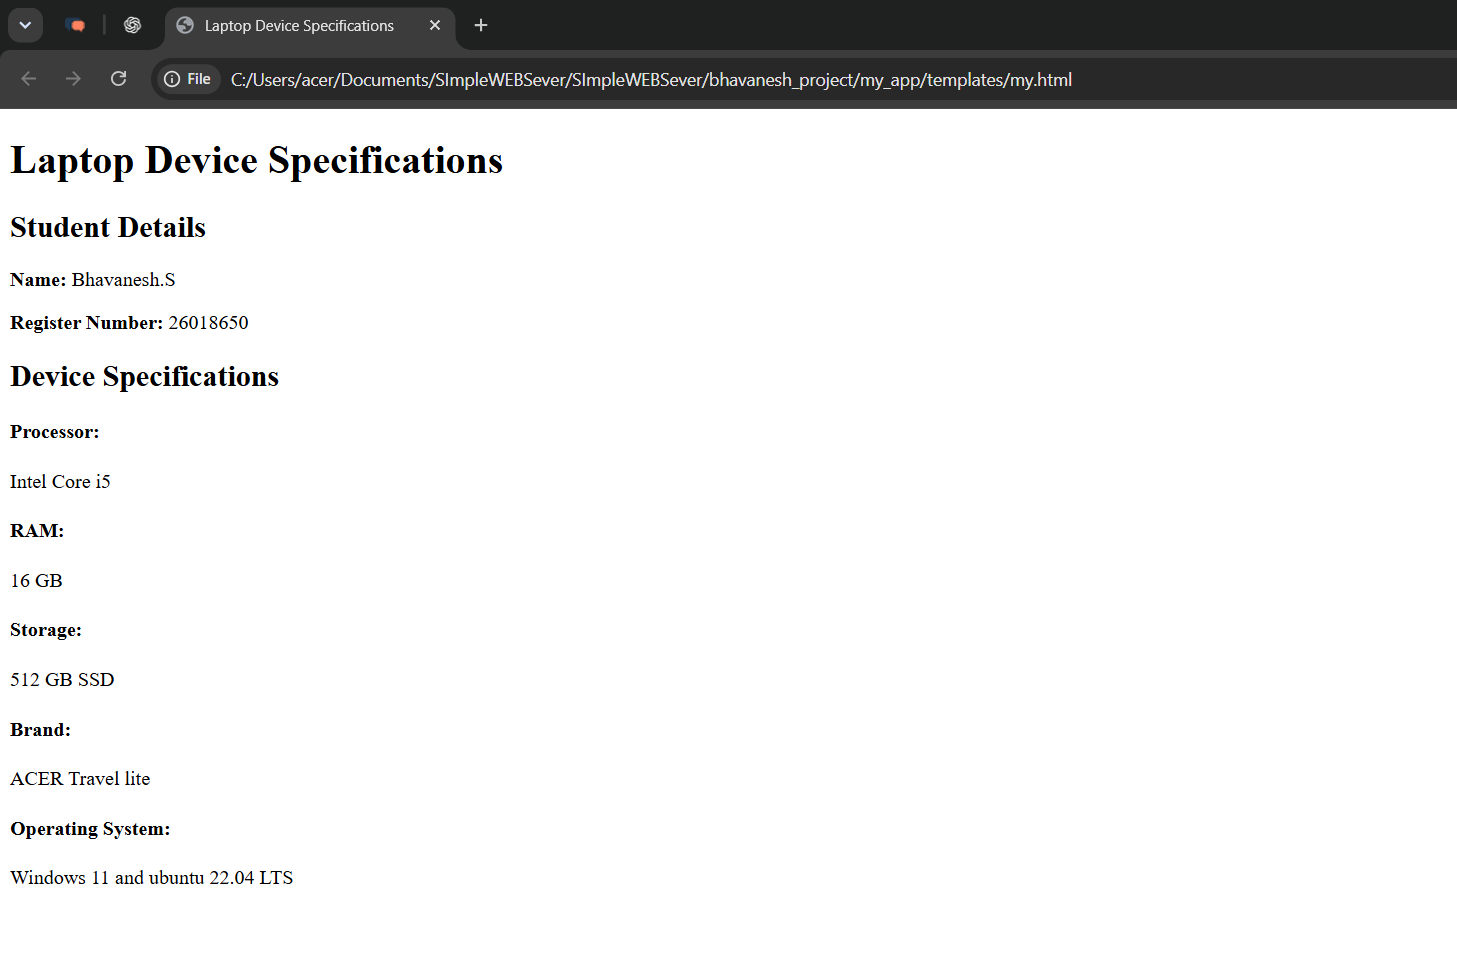 Laptop Device Specifications
File
C:/Users/acer/Documents/SImpleWEBSever/SImpleWEBSever/bhavanesh_project/my_app/templates/my.html
Laptop Device Specifications
Student Details
Name: Bhavanesh.S
Register Number: 26018650
Device Specifications
Processor:
Intel Core i5
RAM:
16 GB
Storage:
512 GB SSD
Brand:
ACER Travel lite
Operating System:
Windows 11 and ubuntu 22.04 LTS